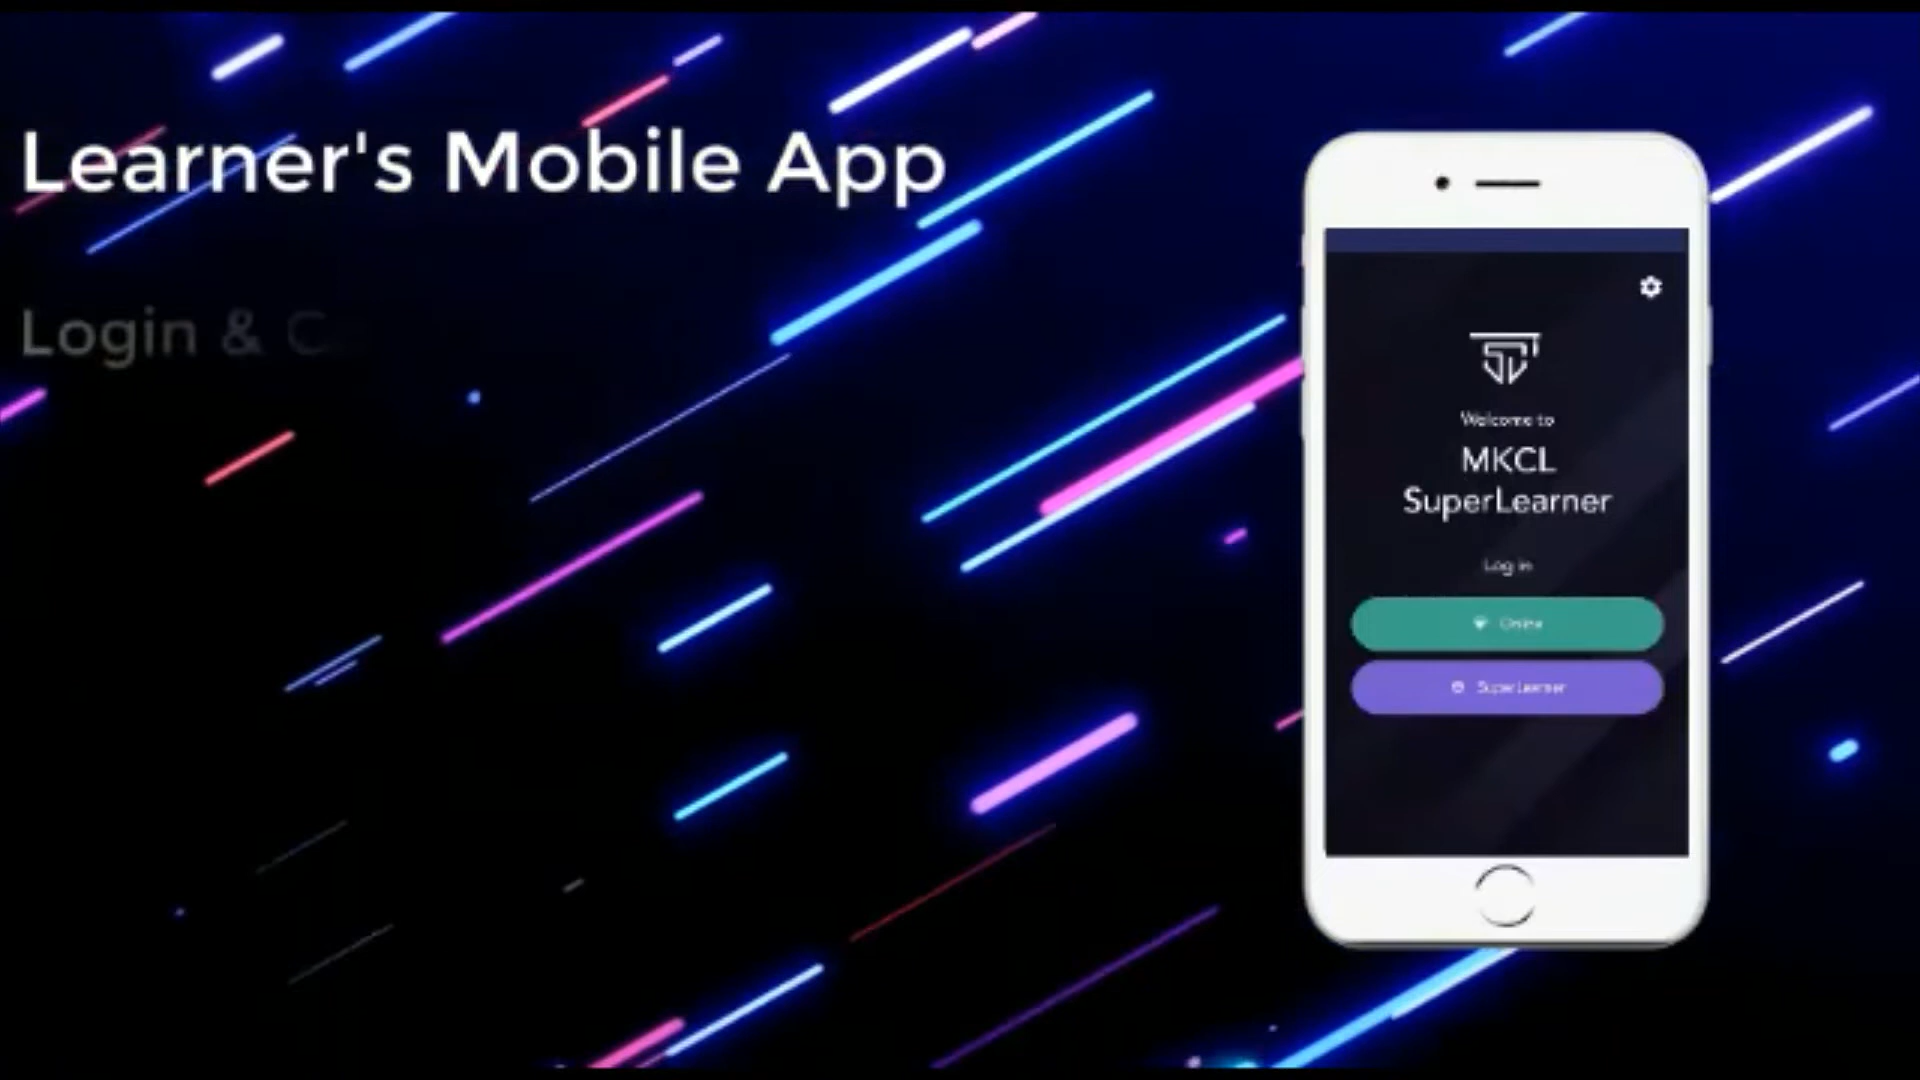 Learner's Mobile App
Login &
Welcome to
MKCL
SuperLearner
Log in
Online
SuperLearner